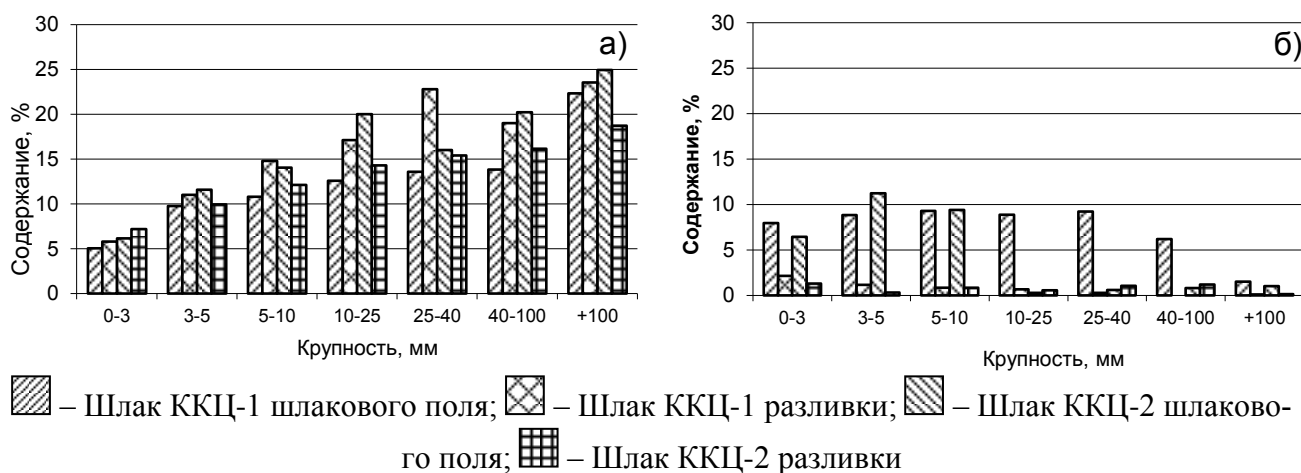 30
25
20
15
10
5
0
Содержание, %
а)
0-3 3-5 5-10 10-25 25-40 40-100 +100
Крупность, мм
30
25
20
15
10
5
0
Содержание, %
б)
0-3 3-5 5-10 10-25 25-40 40-100 +100
Крупность, мм
– Шлак ККЦ-1 шлакового поля; – Шлак ККЦ-1 разливки; – Шлак ККЦ-2 шлаково-
го поля; – Шлак ККЦ-2 разливки